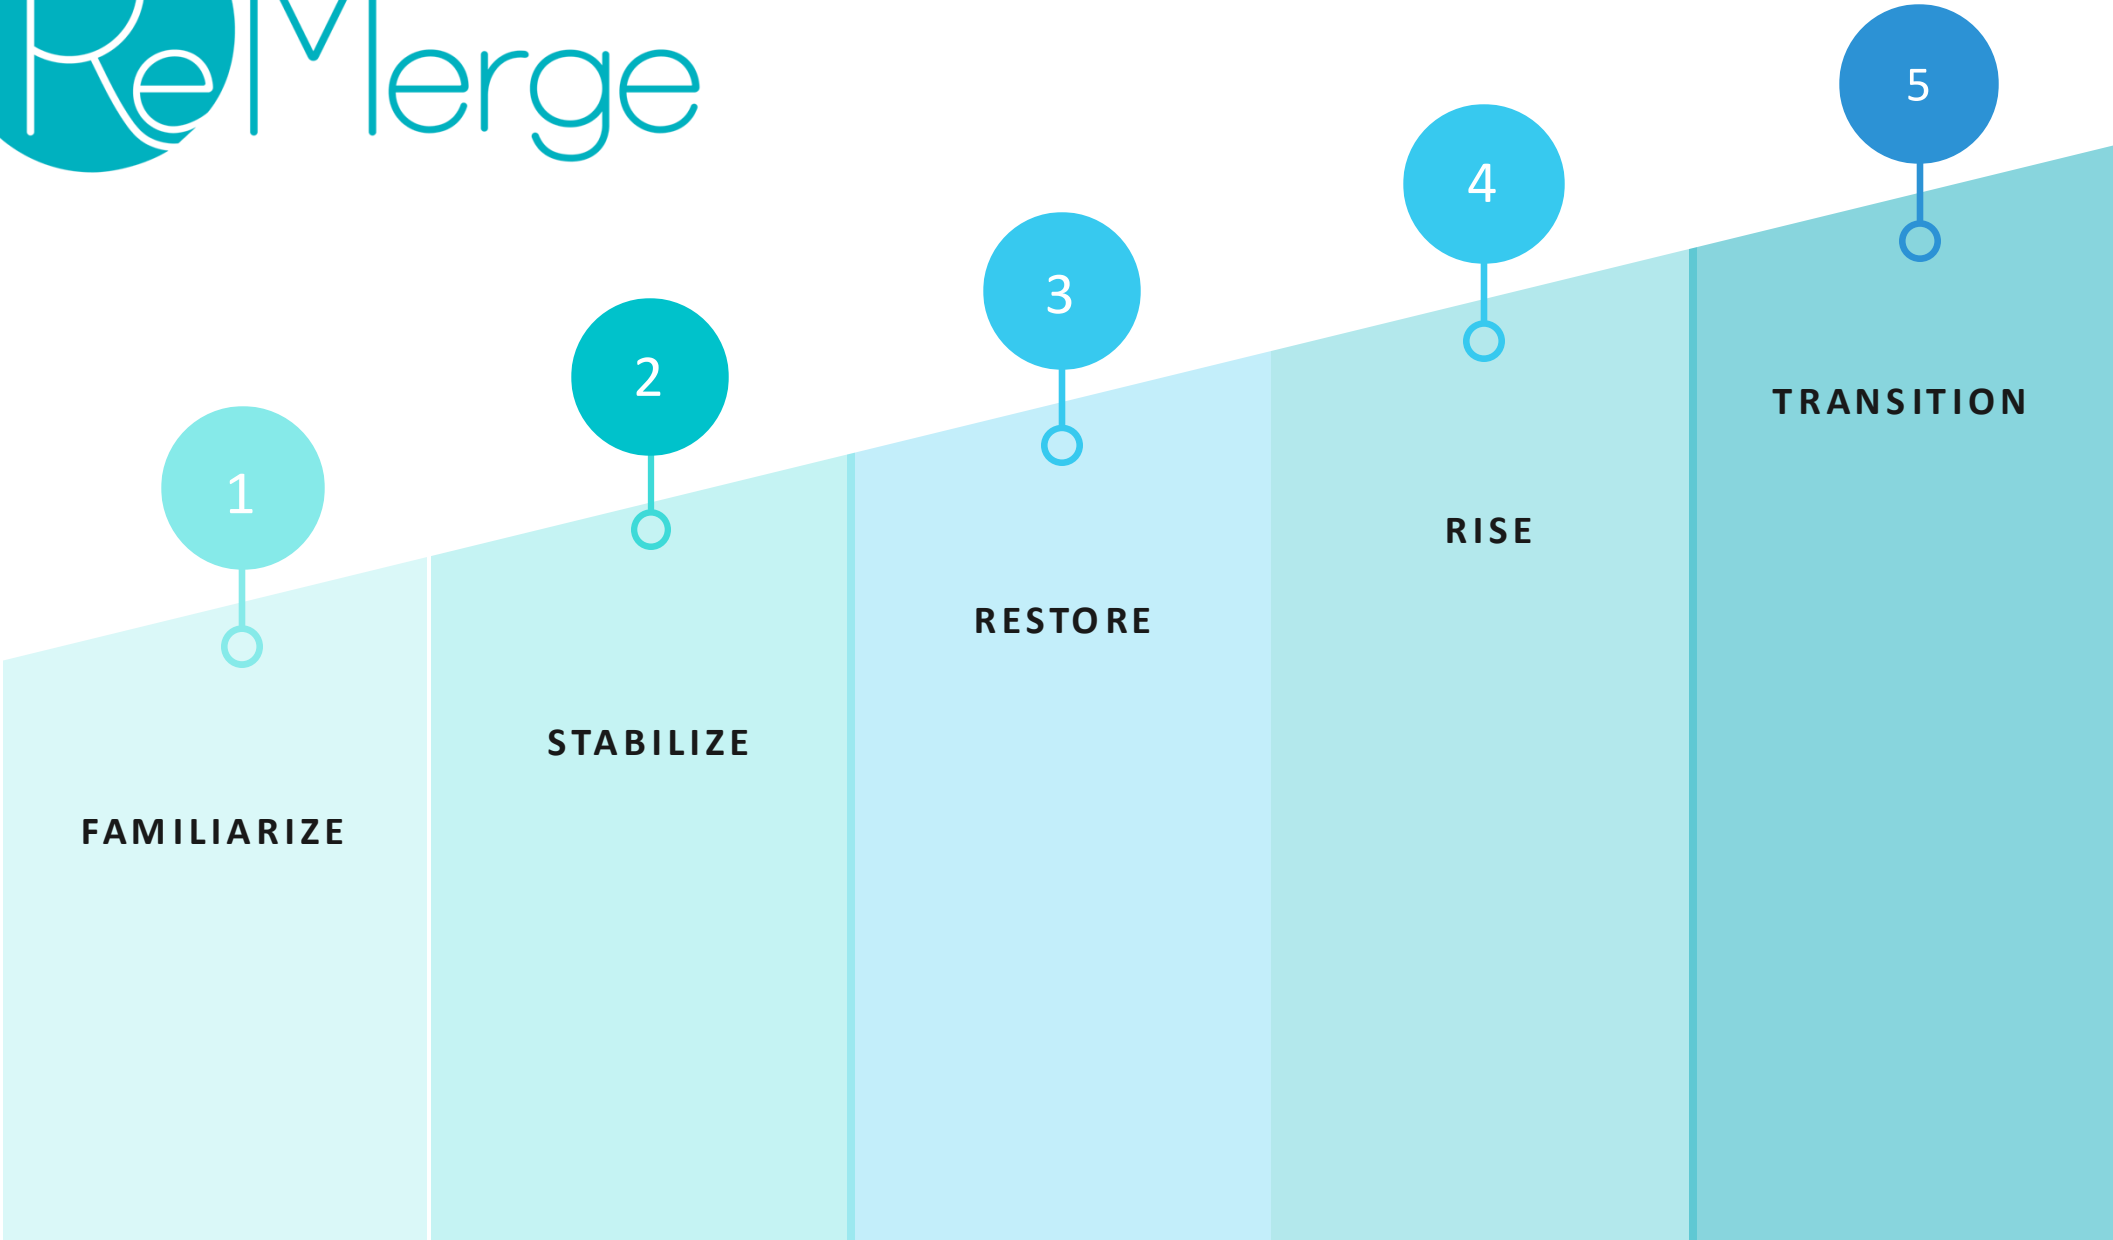 ReMerge
1
FAMILIARIZE
2
STABILIZE
3
RESTORE
4
RISE
5
TRANSITION